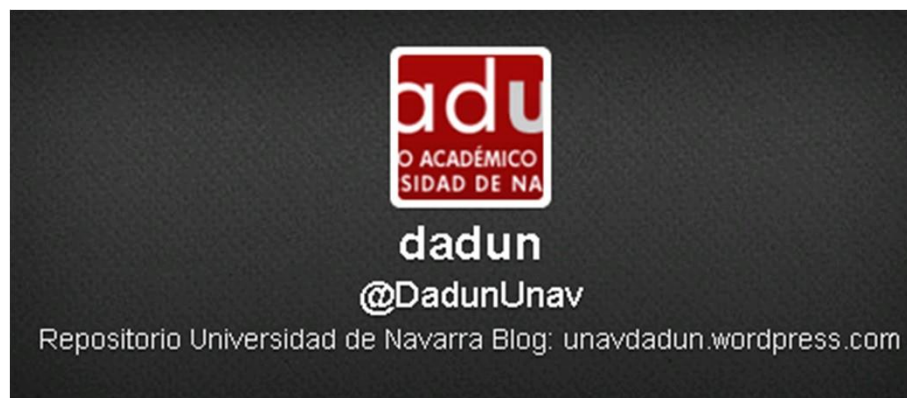 adu
O ACADÉMICO
SIDAD DE NA
dadun
@DadunUnav
Repositorio Universidad de Navarra Blog: unavdadun.wordpress.com